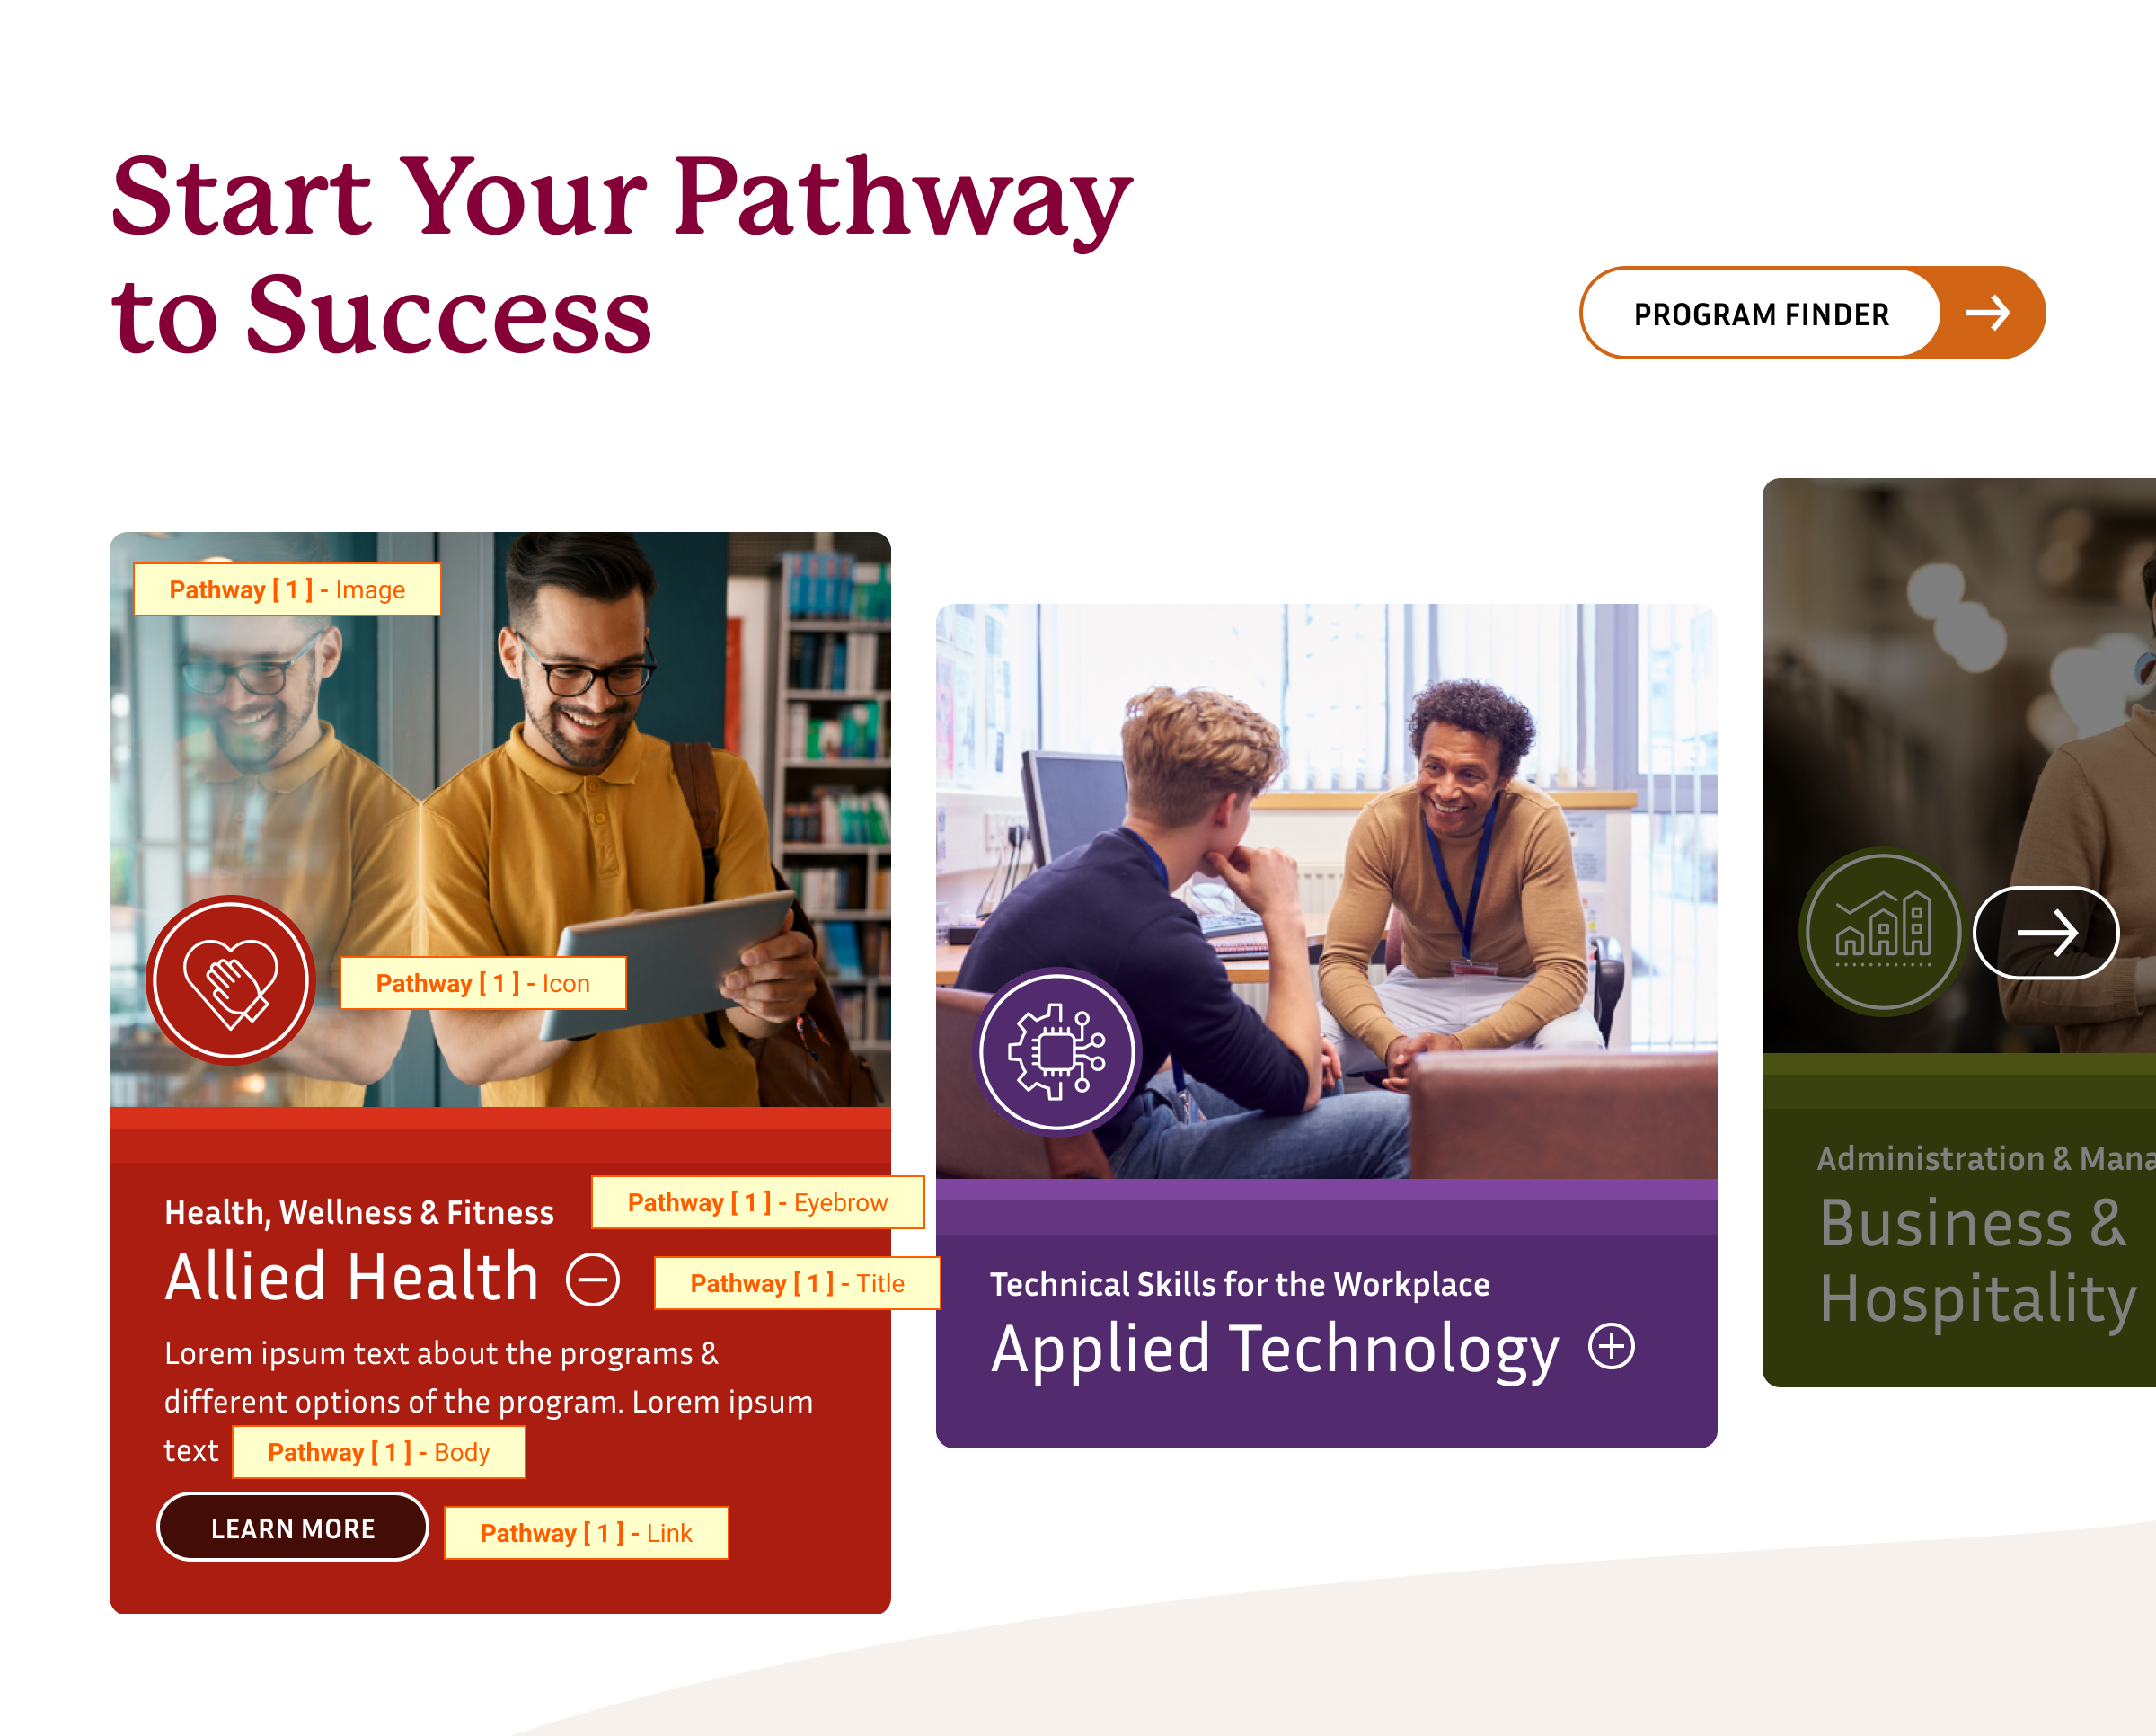 Start Your Pathway
to Success
PROGRAM FINDER
Pathway [ 1 ] - Image
Pathway [ 1 ] - Icon
Health, Wellness & Fitness
Pathway [ 1 ] - Eyebrow
Allied Health
Pathway [ 1 ] - Title
Lorem ipsum text about the programs &
different options of the program. Lorem ipsum
text
Pathway [ 1 ] - Body
LEARN MORE
Pathway [ 1 ] - Link
Technical Skills for the Workplace
Applied Technology
Administration & Mana
Business &
Hospitality